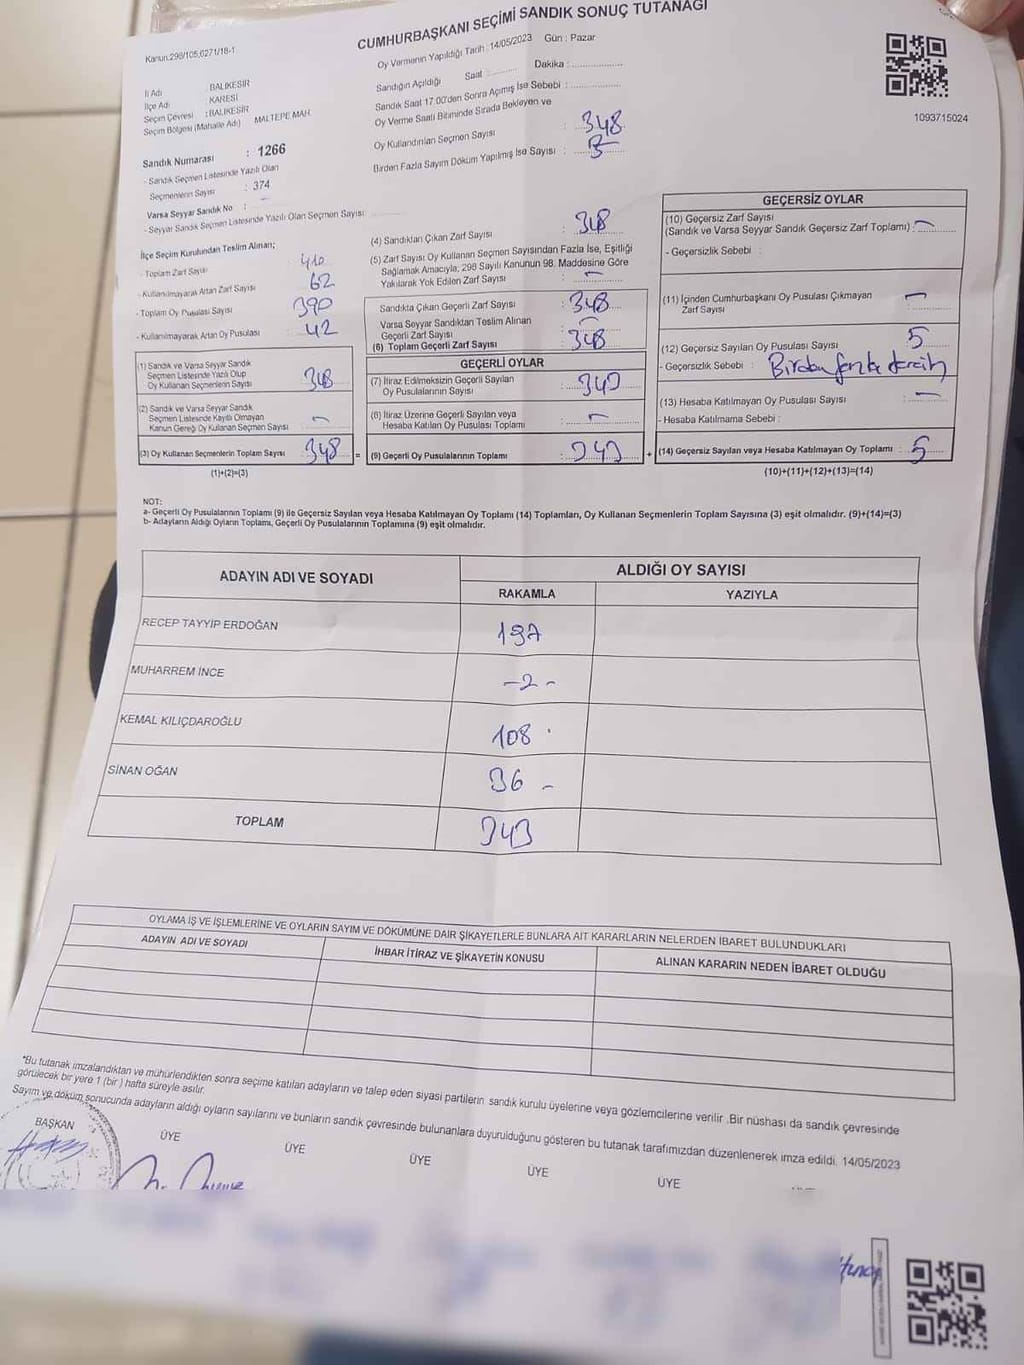 CUMHURBAŞKANI SEÇİMİ SANDIK SONUÇ TUTANAĞI
Kanun:298/105,6271/18-1
Oy Vermenin Yapıldığı Tarih : 14/05/2023 Gün : Pazar
Sandığın Açıldığı Saat : Dakika :
Sandık Saat 17.00'den Sonra Açılmış İse Sebebi :
Oy Verme Saati Bitiminde Sırada Bekleyen ve
Oy Kullandırılan Seçmen Sayısı : 348
Birden Fazla Sayım Döküm Yapılmış İse Sayısı :
1093715024
İl Adı : BALIKESİR
İlçe Adı : KARESİ
Seçim Çevresi : BALIKESİR
Seçim Bölgesi (Mahalle Adı) MALTEPE MAH.
Sandık Numarası : 1266
- Sandık Seçmen Listesinde Yazılı Olan
Seçmenlerin Sayısı : 374
Varsa Seyyar Sandık No : –
- Seyyar Sandık Seçmen Listesinde Yazılı Olan Seçmen Sayısı
İlçe Seçim Kurulundan Teslim Alınan;
- Toplam Zarf Sayısı : 410
- Kullanılmayarak Artan Zarf Sayısı : 62
- Toplam Oy Pusulası Sayısı : 390
- Kullanılmayarak Artan Oy Pusulası : 42
(1) Sandık ve Varsa Seyyar Sandık
Seçmen Listesinde Yazılı Olup
Oy Kullanan Seçmenlerin Sayısı : 348
(2) Sandık ve Varsa Seyyar Sandık
Seçmen Listesinde Kayıtlı Olmayan
Kanun Gereği Oy Kullanan Seçmen Sayısı : –
(3) Oy Kullanan Seçmenlerin Toplam Sayısı : 348 =
(1)+(2)=(3)
(4) Sandıktan Çıkan Zarf Sayısı : 348
(5) Zarf Sayısı Oy Kullanan Seçmen Sayısından Fazla İse, Eşitliği
Sağlamak Amacıyla, 298 Sayılı Kanunun 98. Maddesine Göre
Yakılarak Yok Edilen Zarf Sayısı : –
Sandıkta Çıkan Geçerli Zarf Sayısı : 348
Varsa Seyyar Sandıktan Teslim Alınan
Geçerli Zarf Sayısı : –
(6) Toplam Geçerli Zarf Sayısı : 348
GEÇERLİ OYLAR
(7) İtiraz Edilmeksizin Geçerli Sayılan
Oy Pusulasının Sayısı : 343
(8) İtiraz Üzerine Geçerli Sayılan veya
Hesaba Katılan Oy Pusulası Toplamı : –
(9) Geçerli Oy Pusulalarının Toplamı : 343 +
GEÇERSİZ OYLAR
(10) Geçersiz Zarf Sayısı
(Sandık ve Varsa Seyyar Sandık Geçersiz Zarf Toplamı) : –
- Geçersizlik Sebebi :
(11) İçinden Cumhurbaşkanı Oy Pusulası Çıkmayan
Zarf Sayısı : –
(12) Geçersiz Sayılan Oy Pusulası Sayısı : 5
- Geçersizlik Sebebi : Birden fazla tercih
(13) Hesaba Katılmayan Oy Pusulası Sayısı : –
- Hesaba Katılmama Sebebi :
(14) Geçersiz Sayılan veya Hesaba Katılmayan Oy Toplamı : 5
(10)+(11)+(12)+(13)=(14)
NOT:
a- Geçerli Oy Pusulalarının Toplamı (9) ile Geçersiz Sayılan veya Hesaba Katılmayan Oy Toplamı (14) Toplamları, Oy Kullanan Seçmenlerin Toplam Sayısına (3) eşit olmalıdır. (9)+(14)=(3)
b- Adayların Aldığı Oyların Toplamı, Geçerli Oy Pusulalarının Toplamına (9) eşit olmalıdır.
ADAYIN ADI VE SOYADI
ALDIĞI OY SAYISI
RAKAMLA YAZIYLA
RECEP TAYYİP ERDOĞAN 197
MUHARREM İNCE –2–
KEMAL KILIÇDAROĞLU 108
SİNAN OĞAN 36 –
TOPLAM 343
OYLAMA İŞ VE İŞLEMLERİNE VE OYLARIN SAYIM VE DÖKÜMÜNE DAİR ŞİKAYETLERLE BUNLARA AİT KARARLARIN NELERDEN İBARET BULUNDUKLARI
ADAYIN ADI VE SOYADI İHBAR İTİRAZ VE ŞİKAYETİN KONUSU ALINAN KARARIN NEDEN İBARET OLDUĞU
*Bu tutanak imzalandıktan ve mühürlendikten sonra seçime katılan adayların ve talep eden siyasi partilerin sandık kurulu üyelerine veya gözlemcilerine verilir .Bir nüshası da sandık çevresinde
görülecek bir yere 1 (bir ) hafta süreyle asılır.
Sayım ve döküm sonucunda adayların aldığı oyların sayılarını ve bunların sandık çevresinde bulunanlara duyurulduğunu gösteren bu tutanak tarafımızdan düzenlenerek imza edildi. 14/05/2023
BAŞKAN ÜYE ÜYE ÜYE ÜYE ÜYE